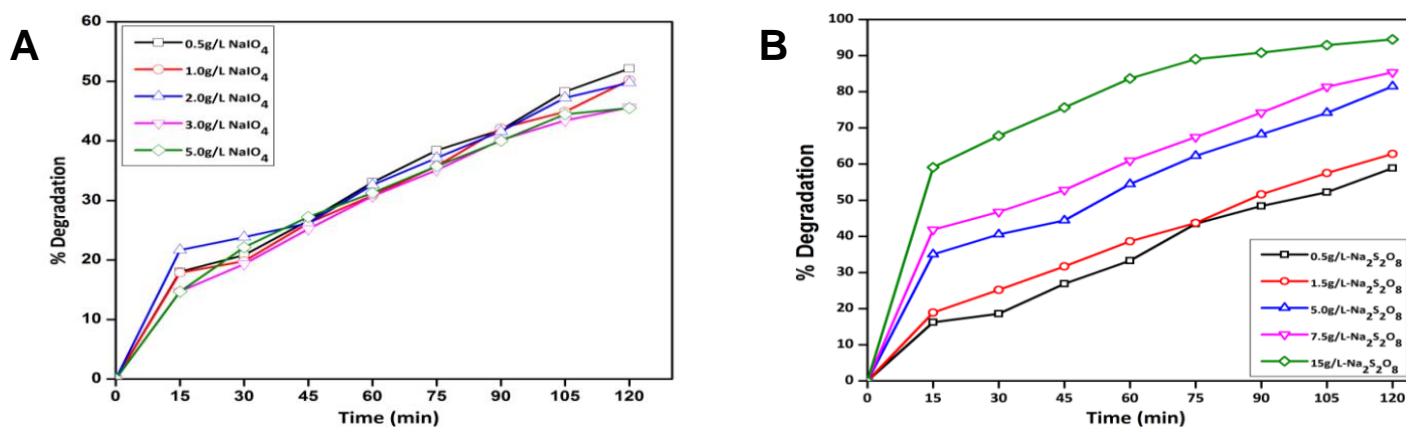 A
60
50
40
30
20
10
0
% Degradation
0.5g/L NaIO4
1.0g/L NaIO4
2.0g/L NaIO4
3.0g/L NaIO4
5.0g/L NaIO4
0 15 30 45 60 75 90 105 120
Time (min)
B
100
90
80
70
60
50
40
30
20
10
0
% Degradation
0.5g/L-Na2S2O8
1.5g/L-Na2S2O8
5.0g/L-Na2S2O8
7.5g/L-Na2S2O8
15g/L-Na2S2O8
0 15 30 45 60 75 90 105 120
Time (min)